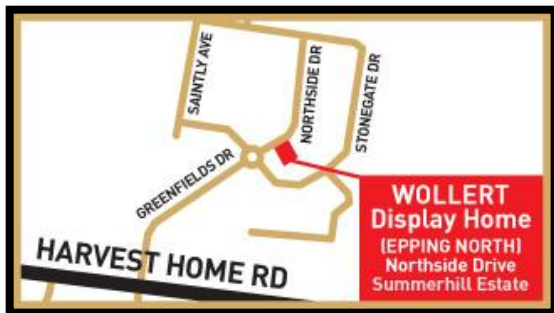 SAINTLY AVE
NORTHSIDE DR
STONEGATE DR
GREENFIELDS DR
HARVEST HOME RD
WOLLERT
Display Home
(EPPING NORTH)
Northside Drive
Summerhill Estate